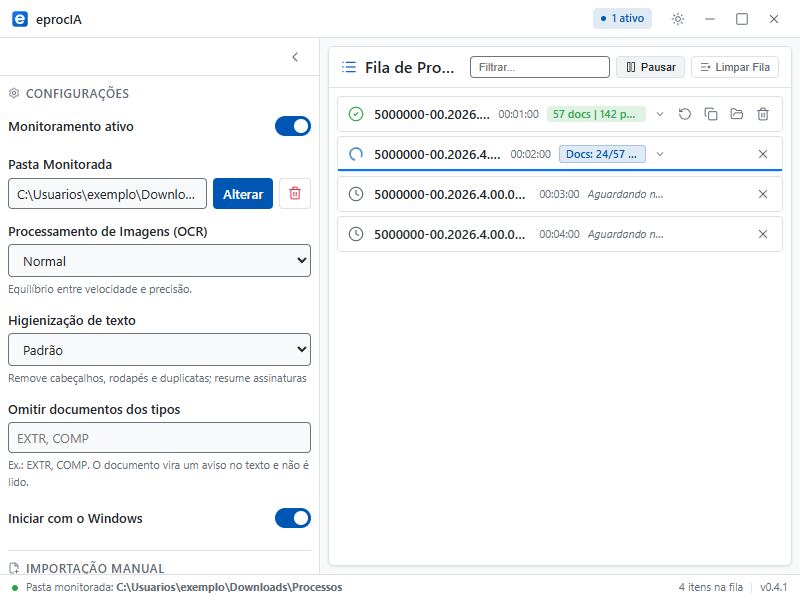 eprocIA
1 ativo
CONFIGURAÇÕES
Monitoramento ativo
Pasta Monitorada
C:\Usuarios\exemplo\Downlo...
Alterar
Processamento de Imagens (OCR)
Normal
Equilíbrio entre velocidade e precisão.
Higienização de texto
Padrão
Remove cabeçalhos, rodapés e duplicatas; resume assinaturas
Omitir documentos dos tipos
EXTR, COMP
Ex.: EXTR, COMP. O documento vira um aviso no texto e não é
lido.
Iniciar com o Windows
IMPORTAÇÃO MANUAL
Fila de Pro...
Filtrar...
Pausar
Limpar Fila
5000000-00.2026.... 00:01:00 57 docs | 142 p...
5000000-00.2026.4.... 00:02:00 Docs: 24/57 ...
5000000-00.2026.4.00.0... 00:03:00 Aguardando n...
5000000-00.2026.4.00.0... 00:04:00 Aguardando n...
Pasta monitorada: C:\Usuarios\exemplo\Downloads\Processos
4 itens na fila
v0.4.1